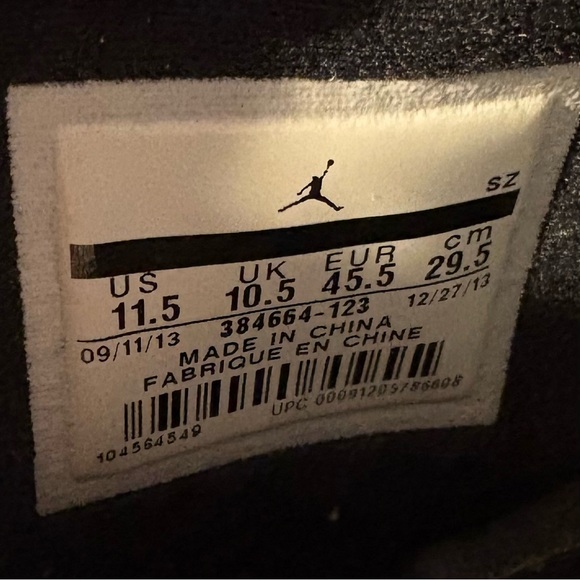 SZ
US UK EUR cm
11.5 10.5 45.5 29.5
09/11/13 384664-123 12/27/13
MADE IN CHINA
FABRIQUE EN CHINE
104564549 UPC